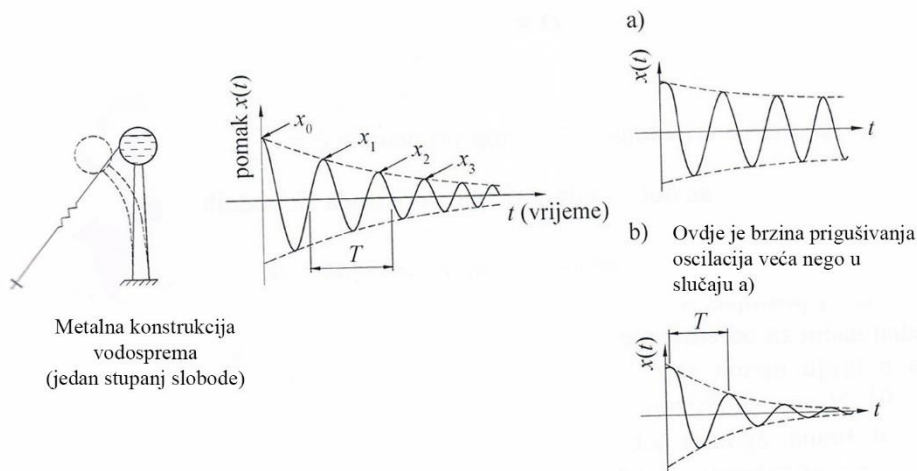 Metalna konstrukcija
vodosprema
(jedan stupanj slobode)
pomak x(t)
x₀
x₁
x₂
x₃
T
t (vrijeme)
a)
x(t)
t
b) Ovdje je brzina prigušivanja
oscilacija veća nego u
slučaju a)
T
x(t)
t